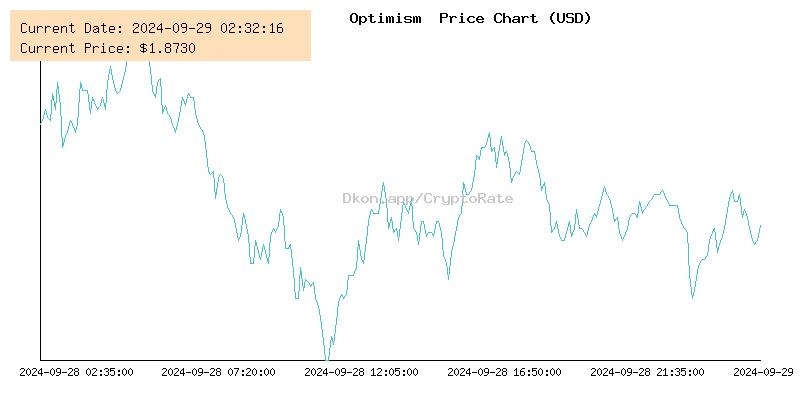 Optimism Price Chart (USD)
Current Date: 2024-09-29 02:32:16
Current Price: $1.8730
Dkon.app/CryptoRate
2024-09-28 02:35:00 2024-09-28 07:20:00 2024-09-28 12:05:00 2024-09-28 16:50:00 2024-09-28 21:35:00 2024-09-29